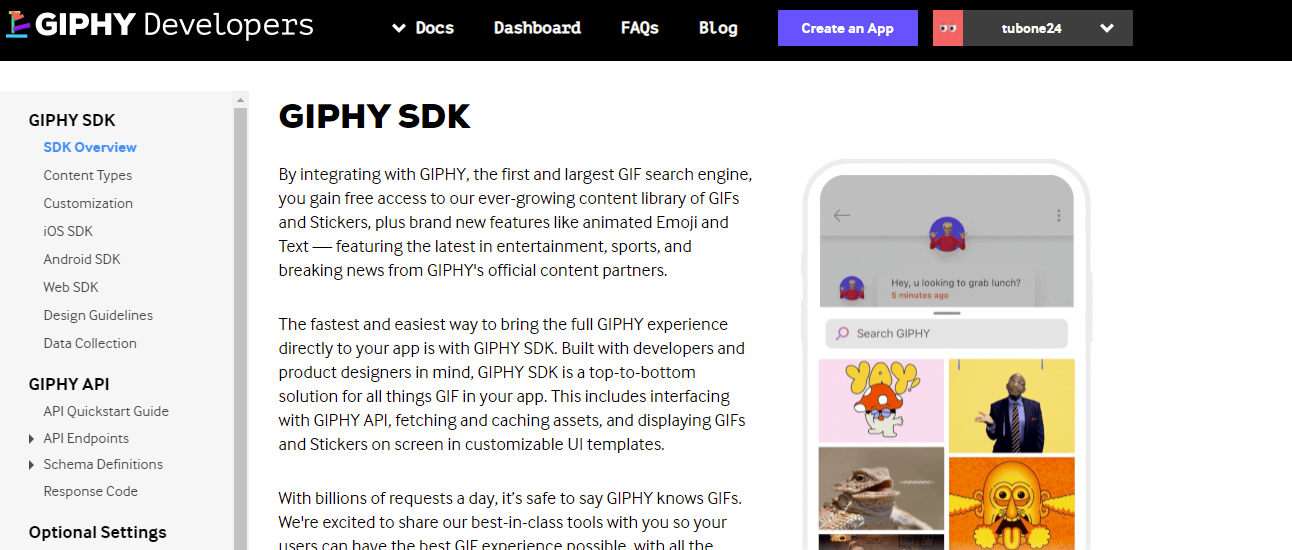 GIPHY Developers
Docs
Dashboard
FAQs
Blog
Create an App
tubone24
GIPHY SDK
SDK Overview
Content Types
Customization
iOS SDK
Android SDK
Web SDK
Design Guidelines
Data Collection
GIPHY API
API Quickstart Guide
API Endpoints
Schema Definitions
Response Code
Optional Settings
GIPHY SDK
By integrating with GIPHY, the first and largest GIF search engine,
you gain free access to our ever-growing content library of GIFs
and Stickers, plus brand new features like animated Emoji and
Text — featuring the latest in entertainment, sports, and
breaking news from GIPHY's official content partners.
The fastest and easiest way to bring the full GIPHY experience
directly to your app is with GIPHY SDK. Built with developers and
product designers in mind, GIPHY SDK is a top-to-bottom
solution for all things GIF in your app. This includes interfacing
with GIPHY API, fetching and caching assets, and displaying GIFs
and Stickers on screen in customizable UI templates.
With billions of requests a day, it’s safe to say GIPHY knows GIFs.
We're excited to share our best-in-class tools with you so your
users can have the best GIF experience possible, with all the
Hey, u looking to grab lunch?
5 minutes ago
Search GIPHY
YAY!